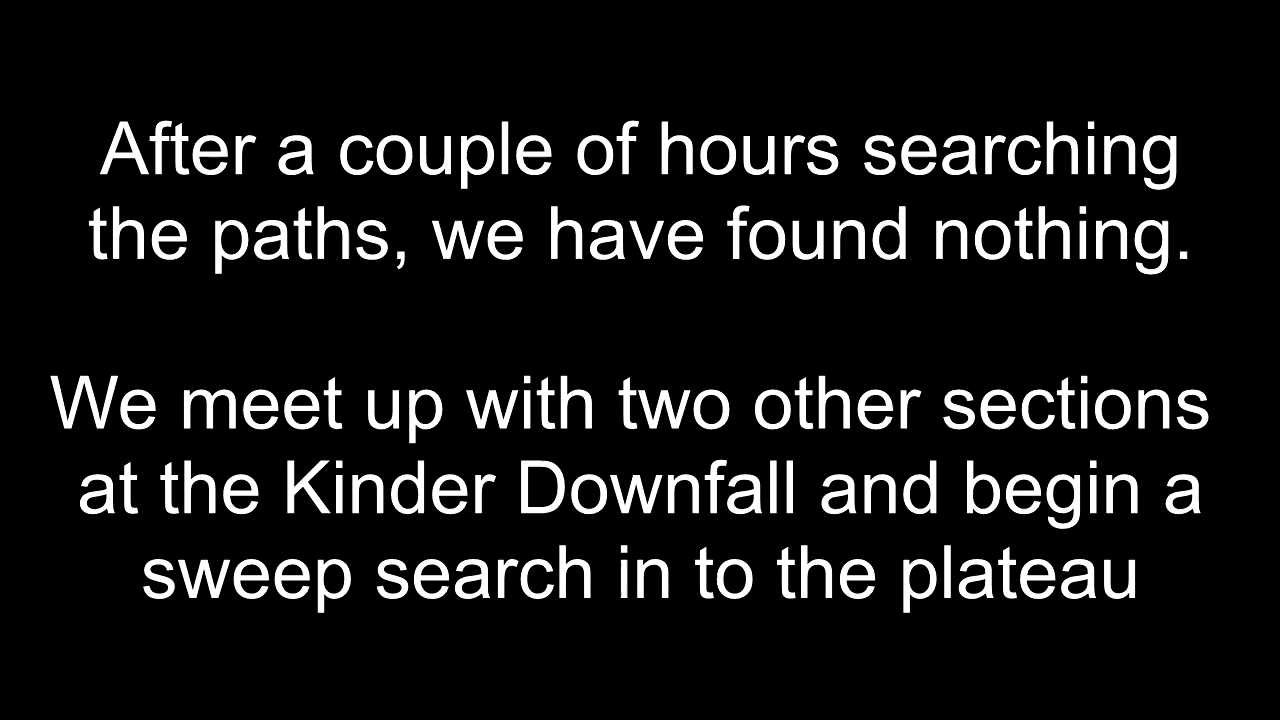 After a couple of hours searching
the paths, we have found nothing.
We meet up with two other sections
at the Kinder Downfall and begin a
sweep search in to the plateau